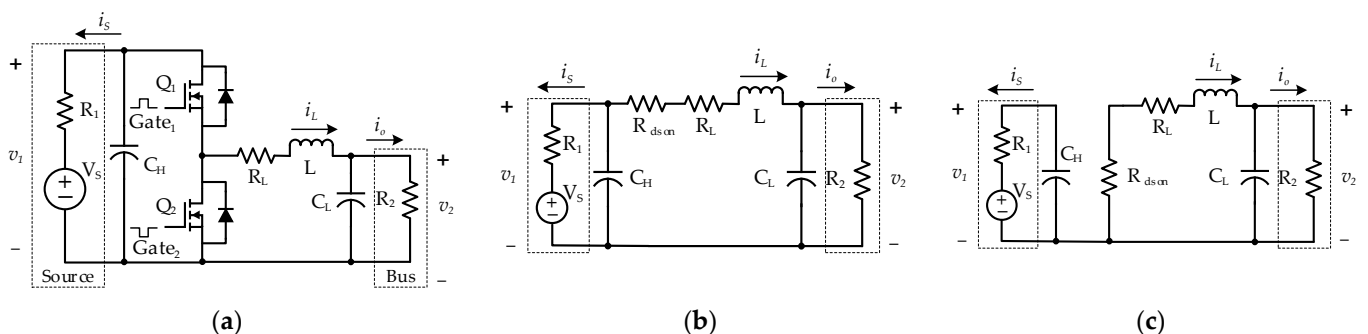 i_S
+
Q_1
R_1
Gate_1
i_L
i_o
+
v_1
V_S
C_H
R_L
L
Q_2
C_L
R_2
v_2
Gate_2
−
−
Source
Bus
(a)
i_L
i_S
i_o
+
+
R_dson
R_L
L
R_1
v_1
C_H
C_L
R_2
v_2
V_S
−
−
(b)
i_L
i_S
i_o
+
+
R_L
L
R_1
v_1
C_H
R_dson
C_L
R_2
v_2
V_S
−
−
(c)